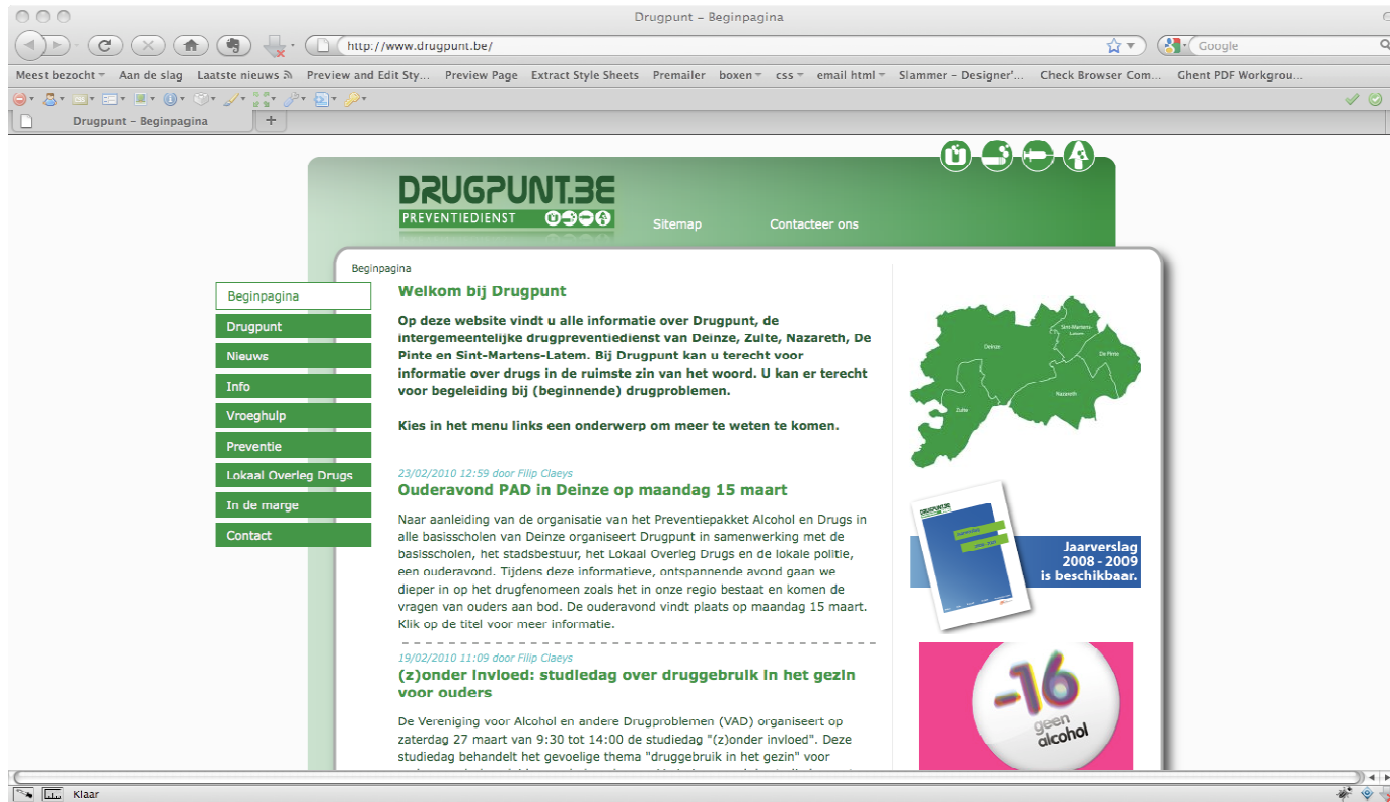 Drugpunt – Beginpagina
http://www.drugpunt.be/
Google
Meest bezocht Aan de slag Laatste nieuws Preview and Edit Sty... Preview Page Extract Style Sheets Premailer boxen css email html Slammer – Designer'... Check Browser Com... Ghent PDF Workgrou...
Drugpunt – Beginpagina
DRUGPUNT.BE
PREVENTIEDIENST
Sitemap
Contacteer ons
Beginpagina
Beginpagina
Drugpunt
Nieuws
Info
Vroeghulp
Preventie
Lokaal Overleg Drugs
In de marge
Contact
Welkom bij Drugpunt
Op deze website vindt u alle informatie over Drugpunt, de
intergemeentelijke drugpreventiedienst van Deinze, Zulte, Nazareth, De
Pinte en Sint-Martens-Latem. Bij Drugpunt kan u terecht voor
informatie over drugs in de ruimste zin van het woord. U kan er terecht
voor begeleiding bij (beginnende) drugproblemen.
Kies in het menu links een onderwerp om meer te weten te komen.
23/02/2010 12:59 door Filip Claeys
Ouderavond PAD in Deinze op maandag 15 maart
Naar aanleiding van de organisatie van het Preventiepakket Alcohol en Drugs in
alle basisscholen van Deinze organiseert Drugpunt in samenwerking met de
basisscholen, het stadsbestuur, het Lokaal Overleg Drugs en de lokale politie,
een ouderavond. Tijdens deze informatieve, ontspannende avond gaan we
dieper in op het drugfenomeen zoals het in onze regio bestaat en komen de
vragen van ouders aan bod. De ouderavond vindt plaats op maandag 15 maart.
Klik op de titel voor meer informatie.
19/02/2010 11:09 door Filip Claeys
(z)onder invloed: studiedag over druggebruik in het gezin
voor ouders
De Vereniging voor Alcohol en andere Drugproblemen (VAD) organiseert op
zaterdag 27 maart van 9:30 tot 14:00 de studiedag "(z)onder invloed". Deze
studiedag behandelt het gevoelige thema "druggebruik in het gezin" voor
Sint-Martens-
Latem
Deinze
De Pinte
Nazareth
Zulte
DRUGPUNT.BE
Jaarverslag
2008 - 2009
is beschikbaar.
-16
geen
alcohol
Klaar